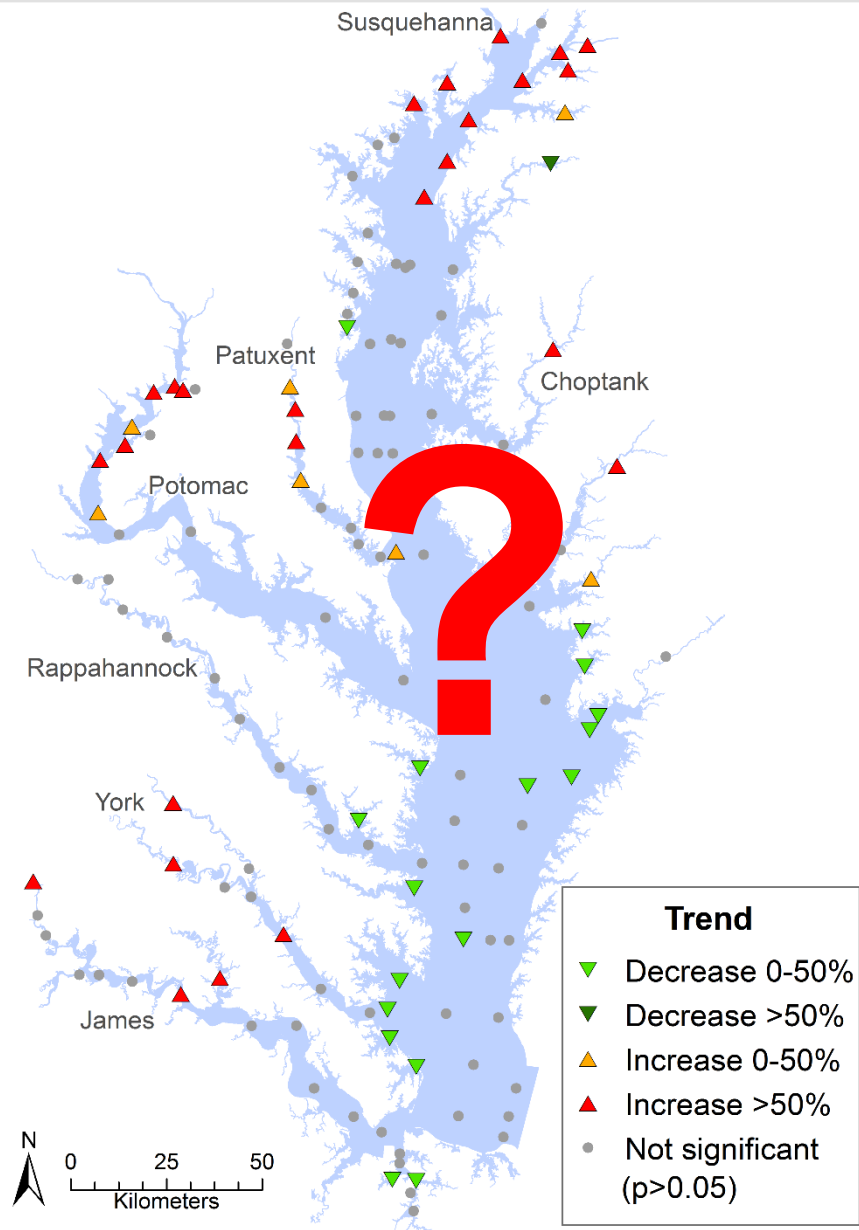 Susquehanna
Patuxent
Choptank
Potomac
Rappahannock
York
James
?
N
0 25 50
Kilometers
Trend
Decrease 0-50%
Decrease >50%
Increase 0-50%
Increase >50%
Not significant
(p>0.05)